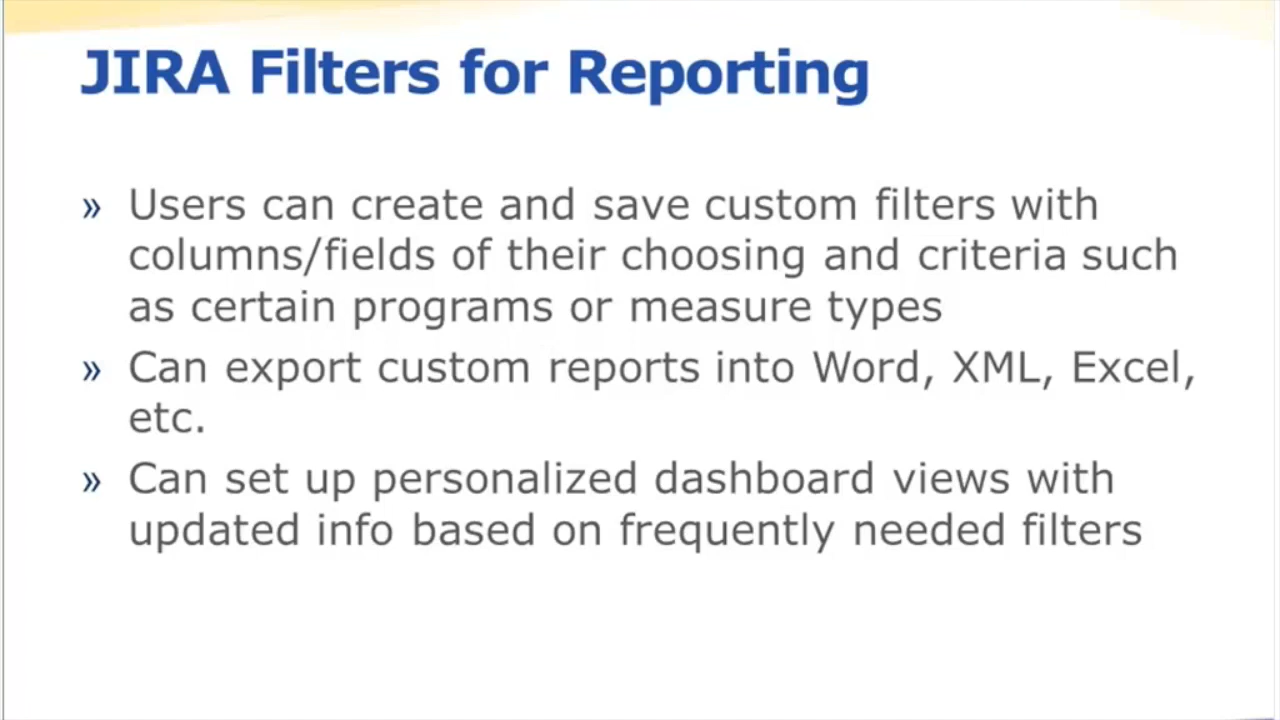 JIRA Filters for Reporting
» Users can create and save custom filters with
columns/fields of their choosing and criteria such
as certain programs or measure types
» Can export custom reports into Word, XML, Excel,
etc.
» Can set up personalized dashboard views with
updated info based on frequently needed filters